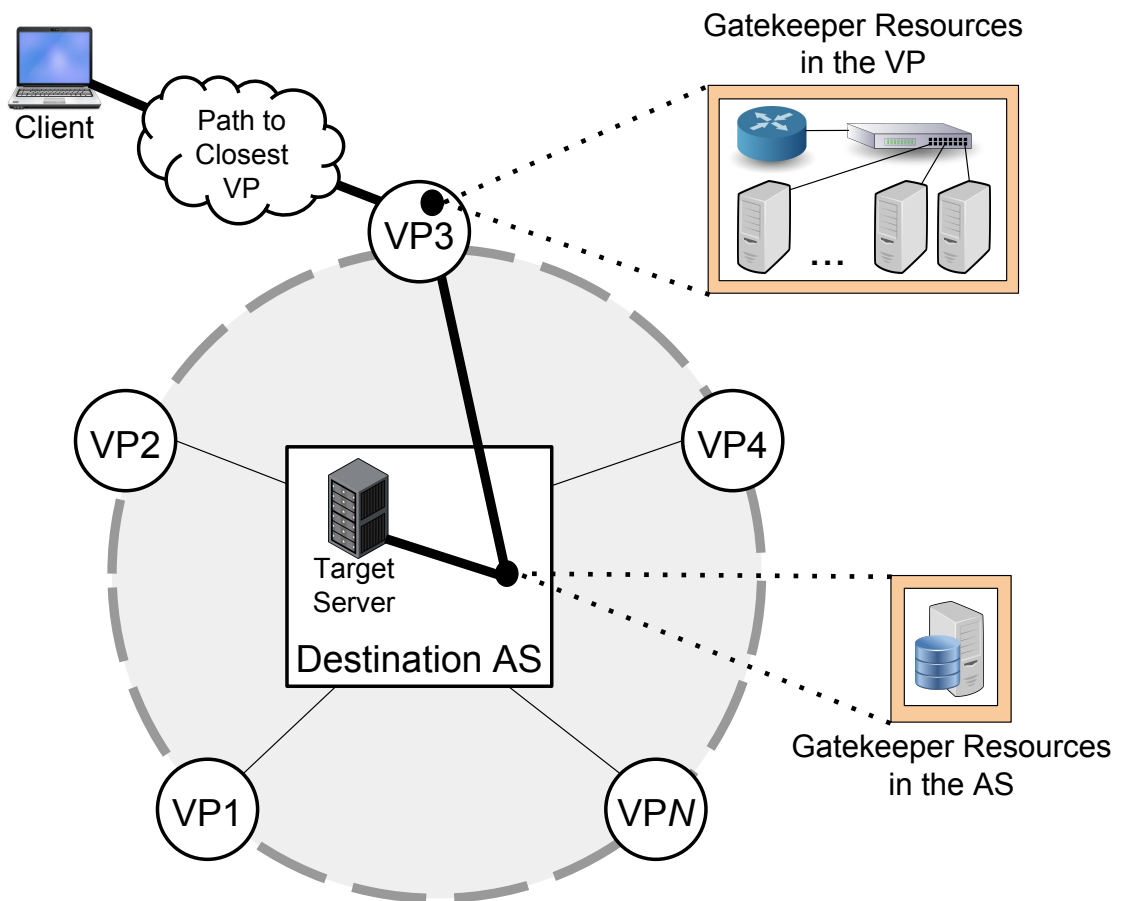 Gatekeeper Resources
in the VP
Client
Path to
Closest
VP
VP3
...
VP2
VP4
Target
Server
Destination AS
Gatekeeper Resources
in the AS
VP1
VPN